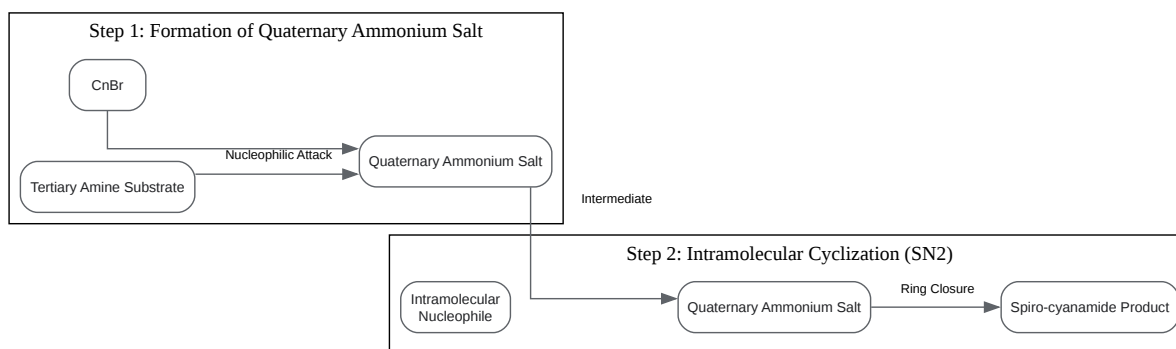 Step 1: Formation of Quaternary Ammonium Salt
CnBr
Nucleophilic Attack
Quaternary Ammonium Salt
Tertiary Amine Substrate
Intermediate
Step 2: Intramolecular Cyclization (SN2)
Intramolecular
Nucleophile
Quaternary Ammonium Salt
Ring Closure
Spiro-cyanamide Product